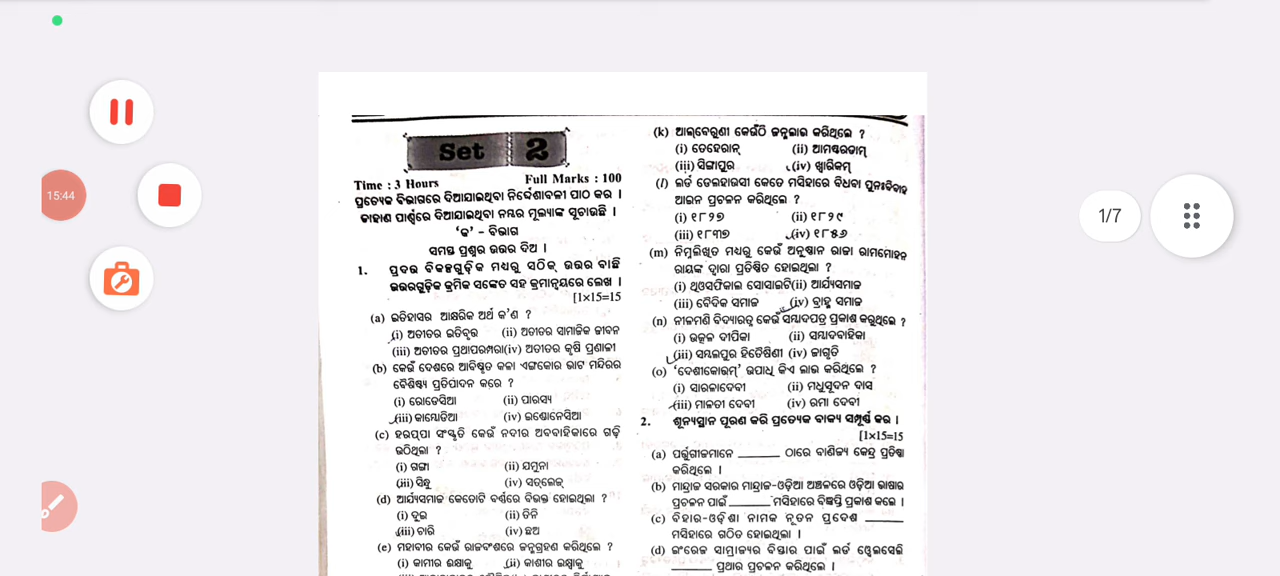 15:44
1/7
Set 2
Time : 3 Hours Full Marks : 100
ପ୍ରତ୍ୟେକ ବିଭାଗରେ ଦିଆଯାଇଥିବା ନିର୍ଦ୍ଦେଶାବଳୀ ପାଠ କର ।
ଡାହାଣ ପାର୍ଶ୍ୱରେ ଦିଆଯାଇଥିବା ନମ୍ବର ମୂଲ୍ୟାଙ୍କ ସୂଚାଉଛି ।
‘କ’ – ବିଭାଗ
ସମସ୍ତ ପ୍ରଶ୍ନର ଉତ୍ତର ଦିଅ ।
1. ପ୍ରଦତ୍ତ ବିକଳ୍ପଗୁଡ଼ିକ ମଧ୍ୟରୁ ସଠିକ୍ ଉତ୍ତର ବାଛି
ଉତ୍ତରଗୁଡ଼ିକ କ୍ରମିକ ସଙ୍କେତ ସହ କ୍ରମାନ୍ୱୟରେ ଲେଖ ।
[1×15=15
(a) ଇତିହାସର ଆକ୍ଷରିକ ଅର୍ଥ କ’ଣ ?
(i) ଅତୀତର ଇତିବୃତ୍ତ (ii) ଅତୀତର ସାମାଜିକ ଜୀବନ
(iii) ଅତୀତର ପ୍ରଥାପରମ୍ପରା(iv) ଅତୀତର କୃଷି ପ୍ରଣାଳୀ
(b) କେଉଁ ଦେଶରେ ଆବିଷ୍କୃତ କଳା ଏଙ୍ଗକୋର ଭାଟ ମନ୍ଦିରର
ବୈଶିଷ୍ଟ୍ୟ ପ୍ରତିପାଦନ କରେ ?
(i) ରୋଡେସିଆ (ii) ପାରସ୍ୟ
(iii) କାମ୍ବୋଡିଆ (iv) ଇଣ୍ଡୋନେସିଆ
(c) ହରପ୍ପା ସଂସ୍କୃତି କେଉଁ ନଦୀର ଅବବାହିକାରେ ଗଢ଼ି
ଉଠିଥିଲା ?
(i) ଗଙ୍ଗା (ii) ଯମୁନା
(iii) ସିନ୍ଧୁ (iv) ସତଲେଜ୍
(d) ଆର୍ଯ୍ୟସମାଜ କେତୋଟି ବର୍ଣ୍ଣରେ ବିଭକ୍ତ ହୋଇଥିଲା ?
(i) ଦୁଇ (ii) ତିନି
(iii) ଚାରି (iv) ଛଅ
(e) ମହାବୀର କେଉଁ ରାଜବଂଶରେ ଜନ୍ମଗ୍ରହଣ କରିଥିଲେ ?
(i) କାମୀର ଈକ୍ଷାକୁ (ii) କାଶୀର ଇକ୍ଷ୍ୱାକୁ
(k) ଆଲ୍‌ବେରୁଣୀ କେଉଁଠି ଜନ୍ମଲାଭ କରିଥିଲେ ?
(i) ତେହେରାନ୍ (ii) ଆମଷ୍ଟରଡାମ୍
(iii) ସିଙ୍ଗାପୁର (iv) ଖ୍ୱାରିଜମ୍
(l) ଲର୍ଡ ଡେଲହାଉସୀ କେତେ ମସିହାରେ ବିଧବା ପୁନଃବିବାହ
ଆଇନ ପ୍ରଚଳନ କରିଥିଲେ ?
(i) ୧୮୨୭ (ii) ୧୮୨୯
(iii) ୧୮୩୭ (iv) ୧୮୫୬
(m) ନିମ୍ନଲିଖିତ ମଧ୍ୟରୁ କେଉଁ ଅନୁଷ୍ଠାନ ରାଜା ରାମମୋହନ
ରାୟଙ୍କ ଦ୍ୱାରା ପ୍ରତିଷ୍ଠିତ ହୋଇଥିଲା ?
(i) ଥିଓସଫିକାଲ ସୋସାଇଟି(ii) ଆର୍ଯ୍ୟସମାଜ
(iii) ବୈଦିକ ସମାଜ (iv) ବ୍ରାହ୍ମ ସମାଜ
(n) ନୀଳମଣି ବିଦ୍ୟାରତ୍ନ କେଉଁ ସମ୍ବାଦପତ୍ର ପ୍ରକାଶ କରୁଥିଲେ ?
(i) ଉତ୍କଳ ଦୀପିକା (ii) ସମ୍ବାଦବାହିକା
(iii) ସମ୍ବଲପୁର ହିତୈଷିଣୀ (iv) ଜାଗୃତି
(o) ‘ଦେଶୀକୋଉମ୍’ ଉପାଧି କିଏ ଲାଭ କରିଥିଲେ ?
(i) ସାରଳାଦେବୀ (ii) ମଧୁସୂଦନ ଦାସ
(iii) ମାଳତୀ ଦେବୀ (iv) ରମା ଦେବୀ
2. ଶୂନ୍ୟସ୍ଥାନ ପୂରଣ କରି ପ୍ରତ୍ୟେକ ବାକ୍ୟ ସମ୍ପୂର୍ଣ୍ଣ କର ।
[1×15=15
(a) ପର୍ତ୍ତୁଗୀଜମାନେ ______ ଠାରେ ବାଣିଜ୍ୟ କେନ୍ଦ୍ର ପ୍ରତିଷ୍ଠା
କରିଥିଲେ ।
(b) ମାନ୍ଦ୍ରାଜ ସରକାର ମାନ୍ଦ୍ରାଜ-ଓଡ଼ିଆ ଅଞ୍ଚଳରେ ଓଡ଼ିଆ ଭାଷାର
ପ୍ରଚଳନ ପାଇଁ ______ ମସିହାରେ ବିଜ୍ଞପ୍ତି ପ୍ରକାଶ କଲେ ।
(c) ବିହାର-ଓଡ଼ିଶା ନାମକ ନୂତନ ପ୍ରଦେଶ ______
ମସିହାରେ ଗଠିତ ହୋଇଥିଲା ।
(d) ଇଂରେଜ ସାମ୍ରାଜ୍ୟର ବିସ୍ତାର ପାଇଁ ଲର୍ଡ ୱେଲସେଲି
______ ପ୍ରଥାର ପ୍ରଚଳନ କରିଥିଲେ ।